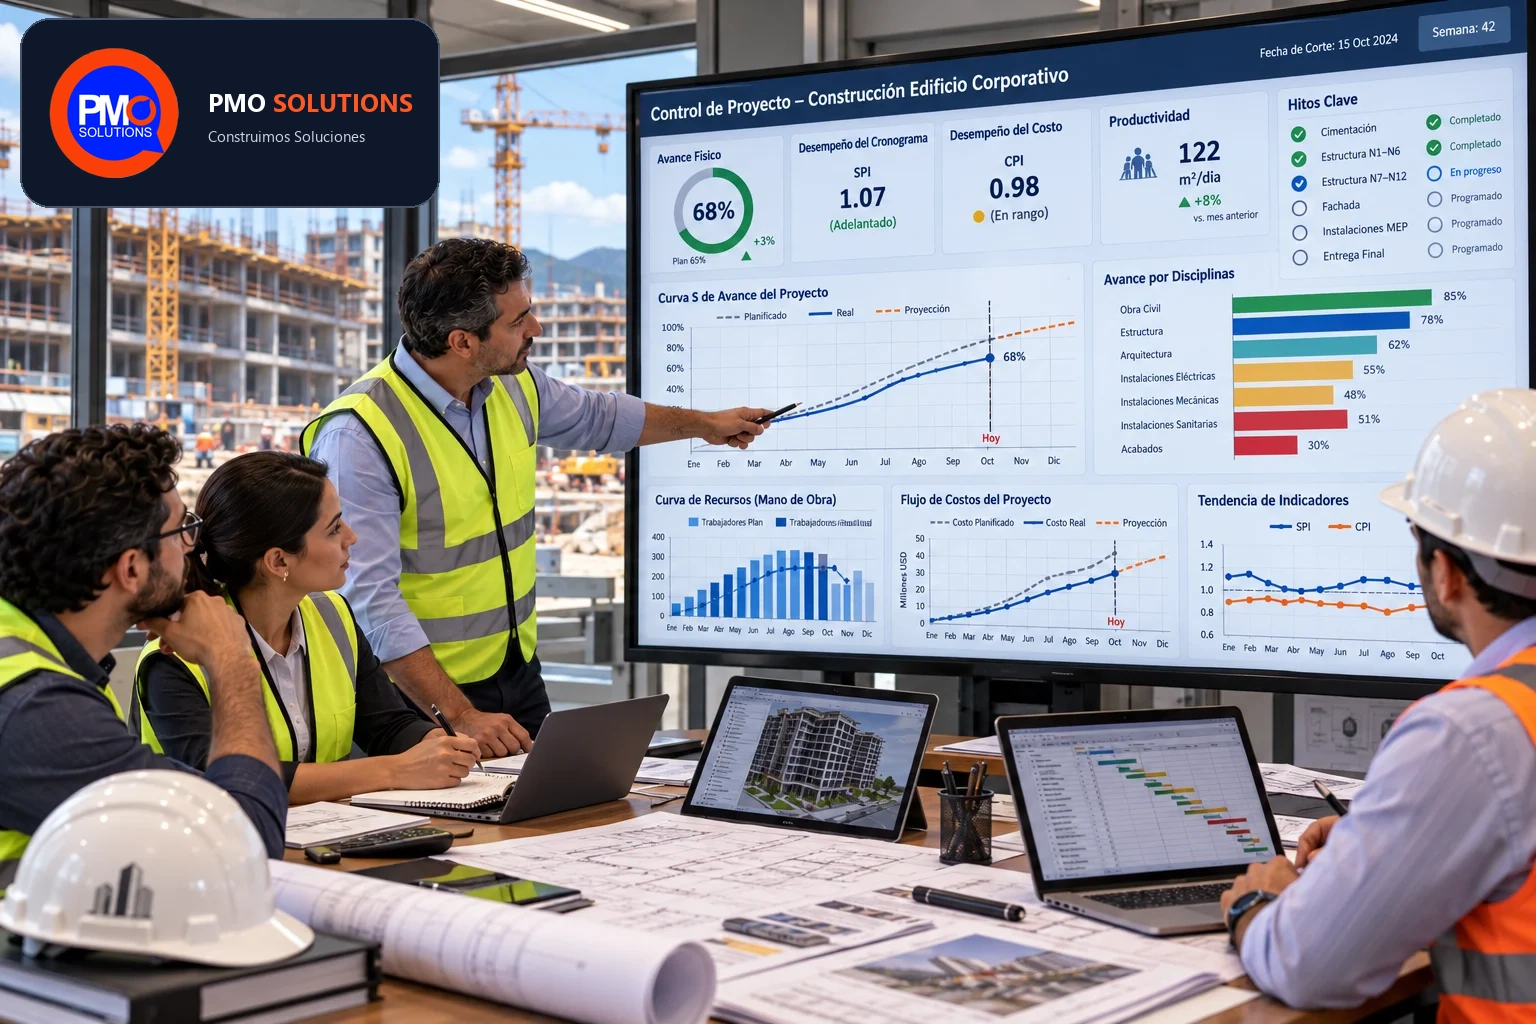 PMO
SOLUTIONS
PMO SOLUTIONS
Construimos Soluciones
Control de Proyecto – Construcción Edificio Corporativo
Fecha de Corte: 15 Oct 2024
Semana: 42
Avance Físico
68%
+3%
Plan 65%
Desempeño del Cronograma
SPI
1.07
(Adelantado)
Desempeño del Costo
CPI
0.98
(En rango)
Productividad
122
m²/dia
+8%
vs. mes anterior
Hitos Clave
Cimentación Completado
Estructura N1–N6 Completado
Estructura N7–N12 En progreso
Fachada Programado
Instalaciones MEP Programado
Entrega Final Programado
Curva S de Avance del Proyecto
Planificado Real Proyección
100%
80%
60%
40%
68%
Hoy
Ene Feb Mar Abr May Jun Jul Ago Sep Oct Nov Dic
Avance por Disciplinas
Obra Civil 85%
Estructura 78%
Arquitectura 62%
Instalaciones Eléctricas 55%
Instalaciones Mecánicas 48%
Instalaciones Sanitarias 51%
Acabados 30%
Curva de Recursos (Mano de Obra)
Trabajadores Plan Trabajadores
400
300
200
100
0
Ene Feb Mar Abr May Jun Jul Ago Sep Oct Nov Dic
Flujo de Costos del Proyecto
Costo Planificado Costo Real Proyección
Millones USD
50
40
30
20
10
0
Hoy
Ene Feb Mar Abr May Jun Jul Ago Sep Oct Nov Dic
Tendencia de Indicadores
SPI CPI
1.4
1.2
1.0
0.8
0.6
Ene Feb Mar Abr May Jun Jul Ago Sep Oct